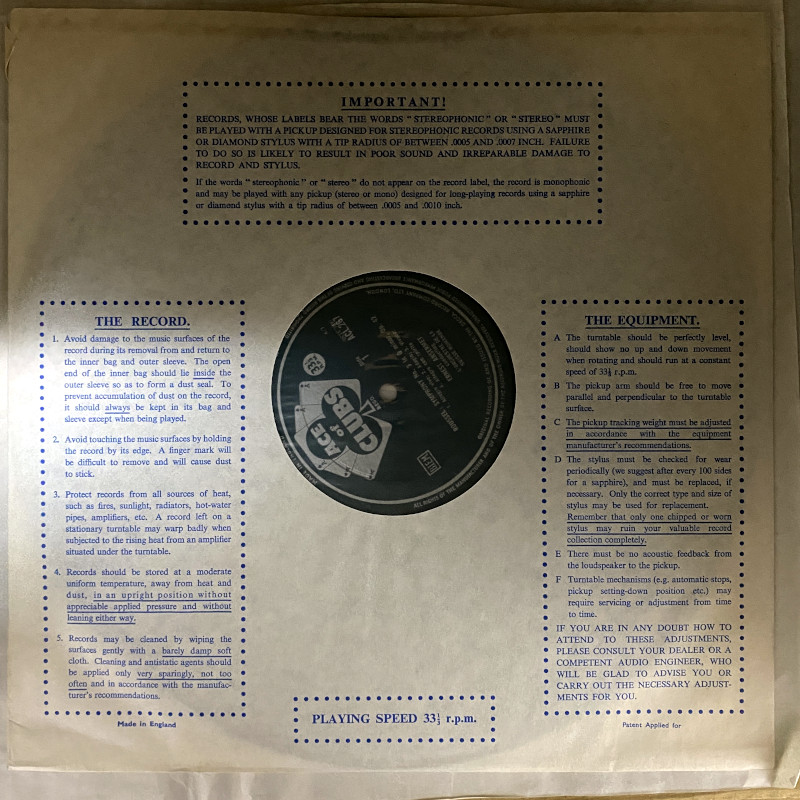 IMPORTANT!
RECORDS, WHOSE LABELS BEAR THE WORDS "STEREOPHONIC" OR "STEREO" MUST
BE PLAYED WITH A PICKUP DESIGNED FOR STEREOPHONIC RECORDS USING A SAPPHIRE
OR DIAMOND STYLUS WITH A TIP RADIUS OF BETWEEN .0005 AND .0007 INCH. FAILURE
TO DO SO IS LIKELY TO RESULT IN POOR SOUND AND IRREPARABLE DAMAGE TO
RECORD AND STYLUS.
If the words "stereophonic" or "stereo" do not appear on the record label, the record is monophonic
and may be played with any pickup (stereo or mono) designed for long-playing records using a sapphire
or diamond stylus with a tip radius of between .0005 and .0010 inch.
THE RECORD.
1. Avoid damage to the music surfaces of the
record during its removal from and return to
the inner bag and outer sleeve. The open
end of the inner bag should lie inside the
outer sleeve so as to form a dust seal. To
prevent accumulation of dust on the record,
it should always be kept in its bag and
sleeve except when being played.
2. Avoid touching the music surfaces by holding
the record by its edge. A finger mark will
be difficult to remove and will cause dust
to stick.
3. Protect records from all sources of heat,
such as fires, sunlight, radiators, hot-water
pipes, amplifiers, etc. A record left on a
stationary turntable may warp badly when
subjected to the rising heat from an amplifier
situated under the turntable.
4. Records should be stored at a moderate
uniform temperature, away from heat and
dust, in an upright position without
appreciable applied pressure and without
leaning either way.
5. Records may be cleaned by wiping the
surfaces gently with a barely damp soft
cloth. Cleaning and antistatic agents should
be applied only very sparingly, not too
often and in accordance with the manufac-
turer's recommendations.
Made in England
ACE
of
CLUBS
PLAYING SPEED 33⅓ r.p.m.
THE EQUIPMENT.
A The turntable should be perfectly level,
should show no up and down movement
when rotating and should run at a constant
speed of 33⅓ r.p.m.
B The pickup arm should be free to move
parallel and perpendicular to the turntable
surface.
C The pickup tracking weight must be adjusted
in accordance with the equipment
manufacturer's recommendations.
D The stylus must be checked for wear
periodically (we suggest after every 100 sides
for a sapphire), and must be replaced, if
necessary. Only the correct type and size of
stylus may be used for replacement.
Remember that only one chipped or worn
stylus may ruin your valuable record
collection completely.
E There must be no acoustic feedback from
the loudspeaker to the pickup.
F Turntable mechanisms (e.g. automatic stops,
pickup setting-down position etc.) may
require servicing or adjustment from time
to time.
IF YOU ARE IN ANY DOUBT HOW TO
ATTEND TO THESE ADJUSTMENTS,
PLEASE CONSULT YOUR DEALER OR A
COMPETENT AUDIO ENGINEER, WHO
WILL BE GLAD TO ADVISE YOU OR
CARRY OUT THE NECESSARY ADJUST-
MENTS FOR YOU.
Patent Applied for